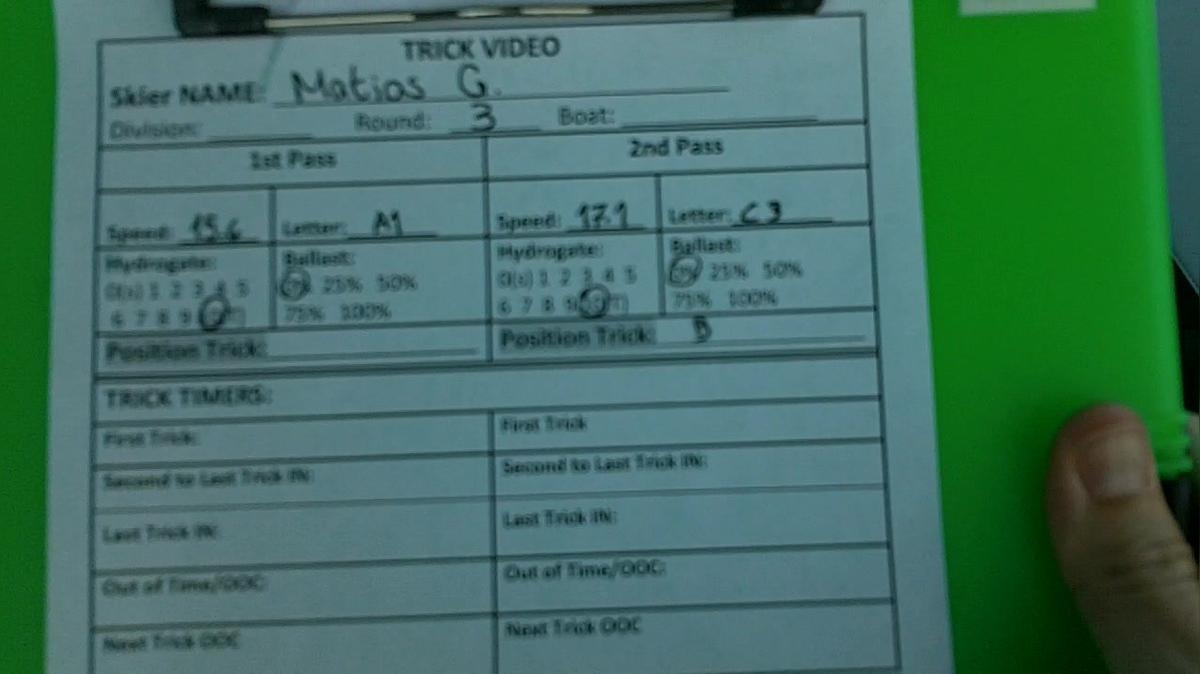 TRICK VIDEO
Skier NAME: Matias G.
Division: Round: 3 Boat:
1st Pass 2nd Pass
Speed: 15.6 Letter: A1 Speed: 17.1 Letter: C3
Hydrogate: Ballast: Hydrogate: Ballast:
0(s) 1 2 3 4 5 25% 50% 0(s) 1 2 3 4 5 25% 50%
6 7 8 9 75% 100% 6 7 8 9 10 75% 100%
Position Trick: Position Trick: B
TRICK TIMERS:
First Trick: First Trick
Second to Last Trick IN: Second to Last Trick IN:
Last Trick IN: Last Trick IN:
Out of Time/OOC: Out of Time/OOC:
Next Trick OOC Next Trick OOC